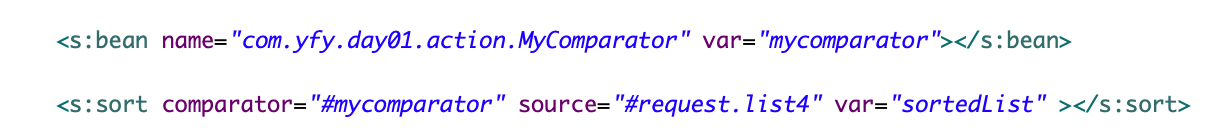 <s:bean name="com.yfy.day01.action.MyComparator" var="mycomparator"></s:bean>
<s:sort comparator="#mycomparator" source="#request.list4" var="sortedList" ></s:sort>